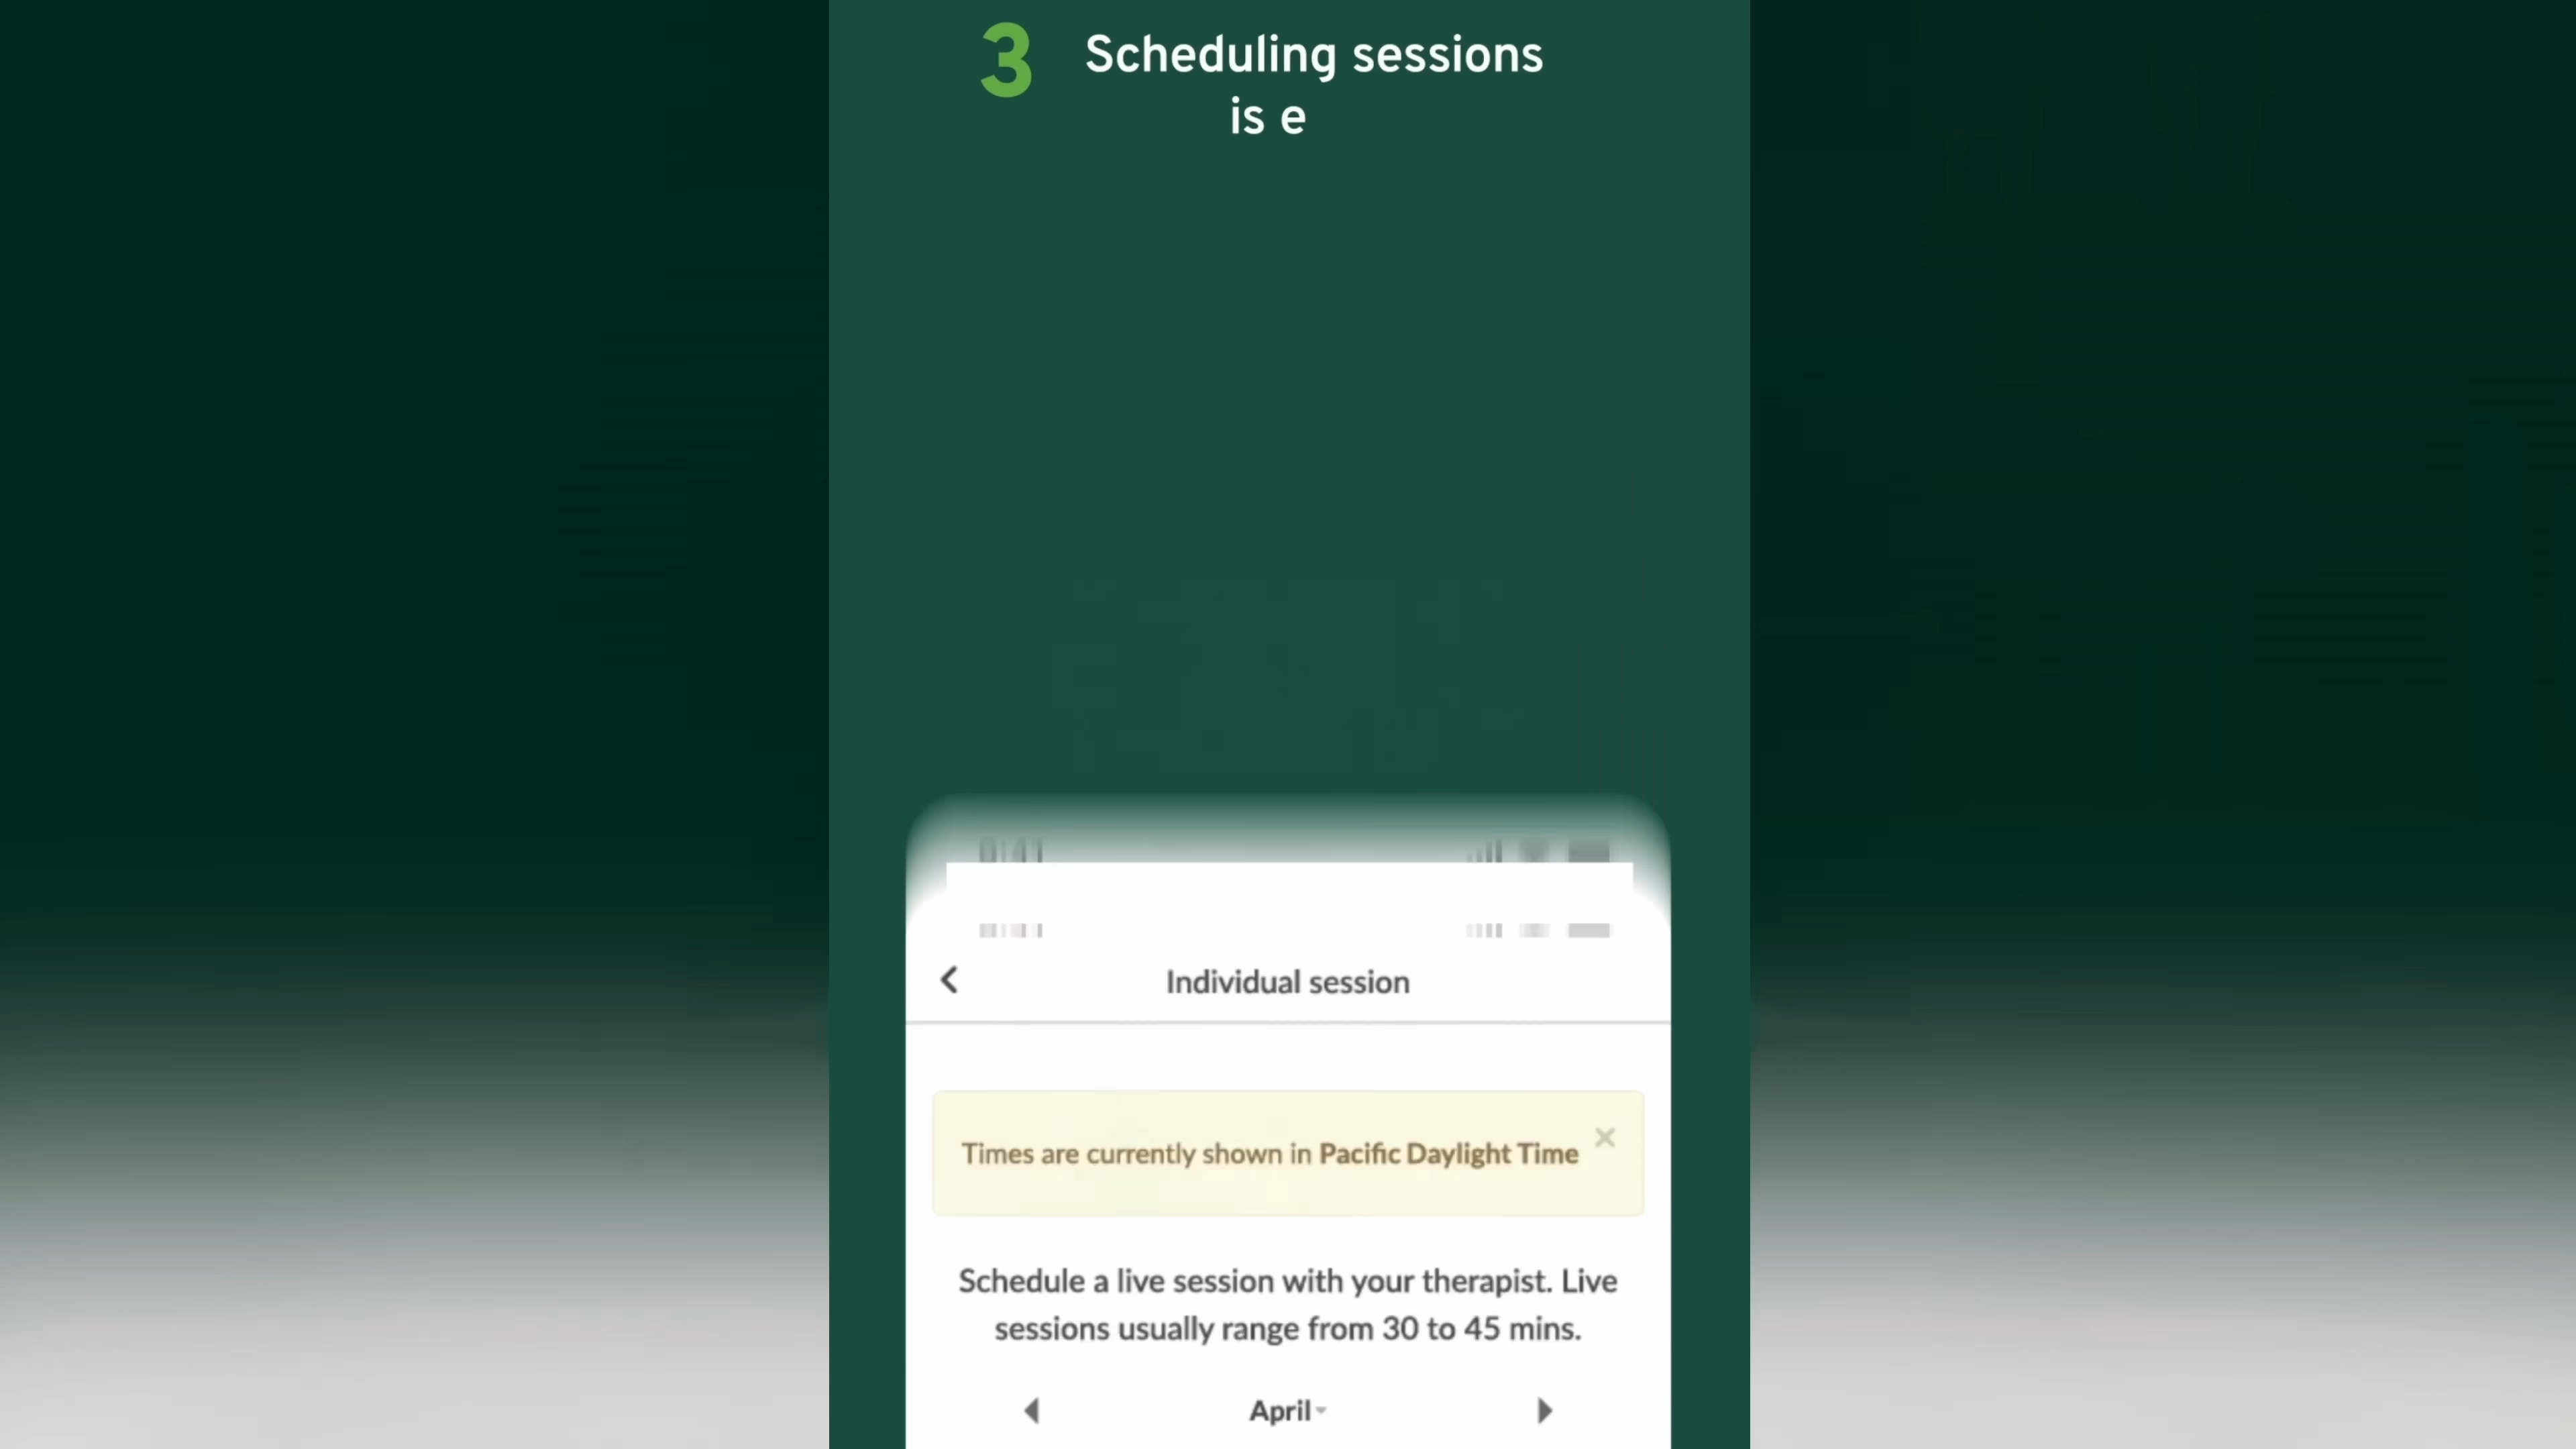 3 Scheduling sessions
is e
Individual session
Times are currently shown in Pacific Daylight Time
Schedule a live session with your therapist. Live
sessions usually range from 30 to 45 mins.
April